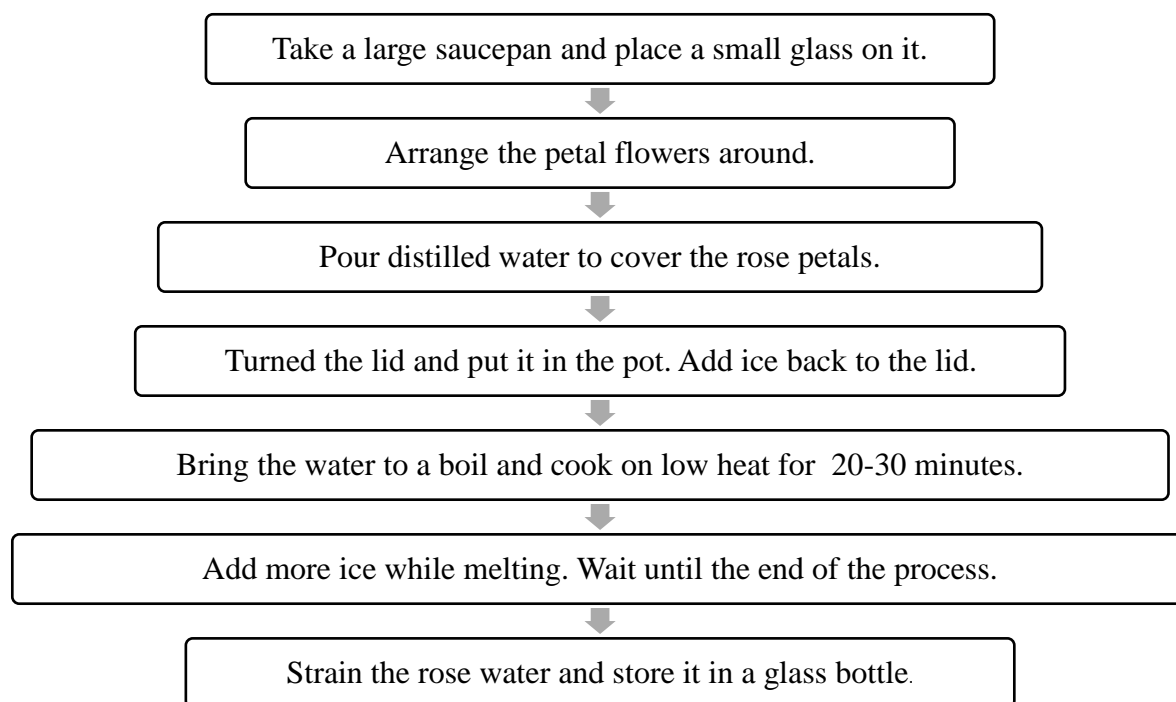 Take a large saucepan and place a small glass on it.
Arrange the petal flowers around.
Pour distilled water to cover the rose petals.
Turned the lid and put it in the pot. Add ice back to the lid.
Bring the water to a boil and cook on low heat for  20-30 minutes.
Add more ice while melting. Wait until the end of the process.
Strain the rose water and store it in a glass bottle.